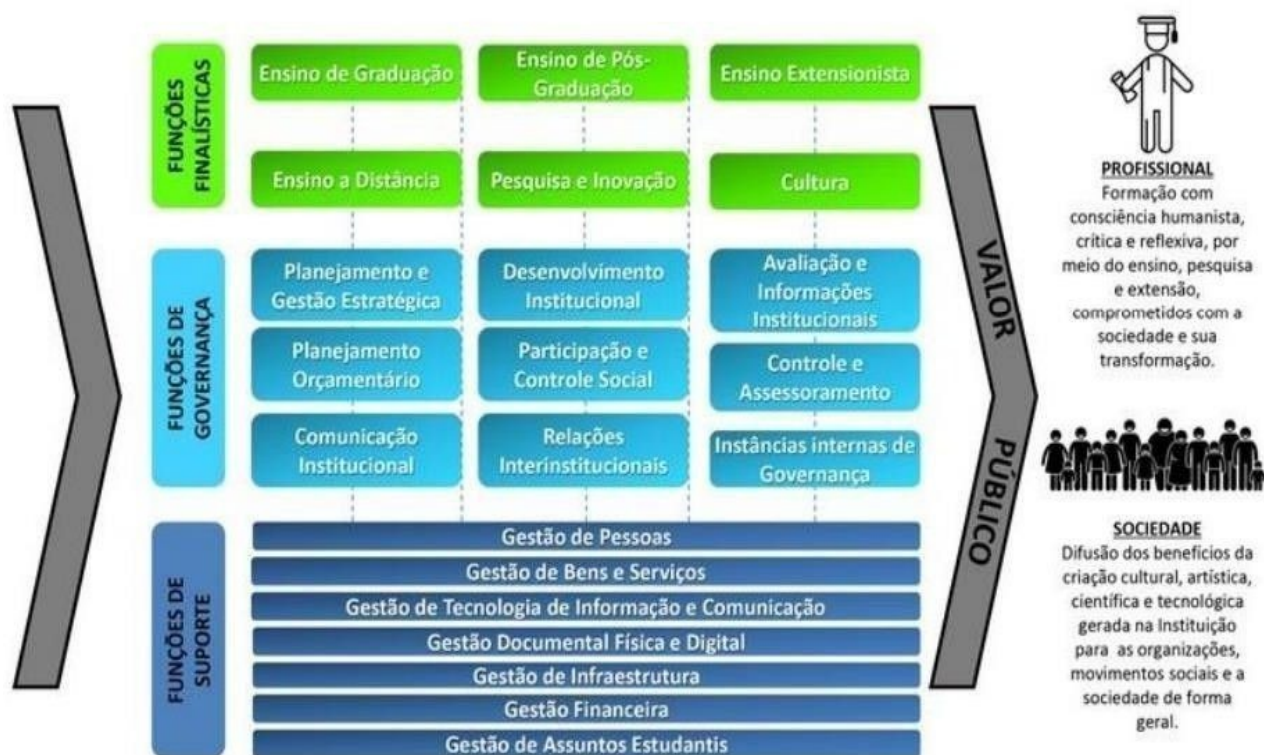 FUNÇÕES
FINALÍSTICAS
Ensino de Graduação
Ensino de Pós-
Graduação
Ensino Extensionista
Ensino a Distância
Pesquisa e Inovação
Cultura
FUNÇÕES DE
GOVERNANÇA
Planejamento e
Gestão Estratégica
Desenvolvimento
Institucional
Avaliação e
Informações
Institucionais
Planejamento
Orçamentário
Participação e
Controle Social
Controle e
Assessoramento
Comunicação
Institucional
Relações
Interinstitucionais
Instâncias internas de
Governança
FUNÇÕES DE
SUPORTE
Gestão de Pessoas
Gestão de Bens e Serviços
Gestão de Tecnologia de Informação e Comunicação
Gestão Documental Física e Digital
Gestão de Infraestrutura
Gestão Financeira
Gestão de Assuntos Estudantis
VALOR
PÚBLICO
PROFISSIONAL
Formação com
consciência humanista,
crítica e reflexiva, por
meio do ensino, pesquisa
e extensão,
comprometidos com a
sociedade e sua
transformação.
SOCIEDADE
Difusão dos benefícios da
criação cultural, artística,
científica e tecnológica
gerada na Instituição
para as organizações,
movimentos sociais e a
sociedade de forma
geral.